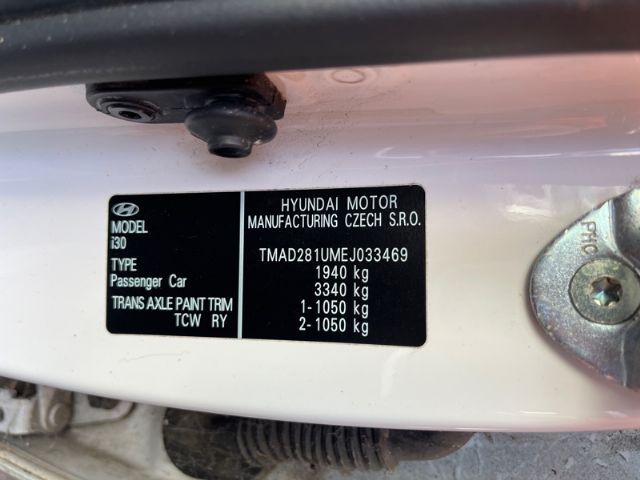 MODEL
i30
TYPE
Passenger Car
TRANS AXLE PAINT TRIM
TCW RY
HYUNDAI MOTOR
MANUFACTURING CZECH S.R.O.
TMAD281UMEJ033469
1940 kg
3340 kg
1-1050 kg
2-1050 kg
PHC